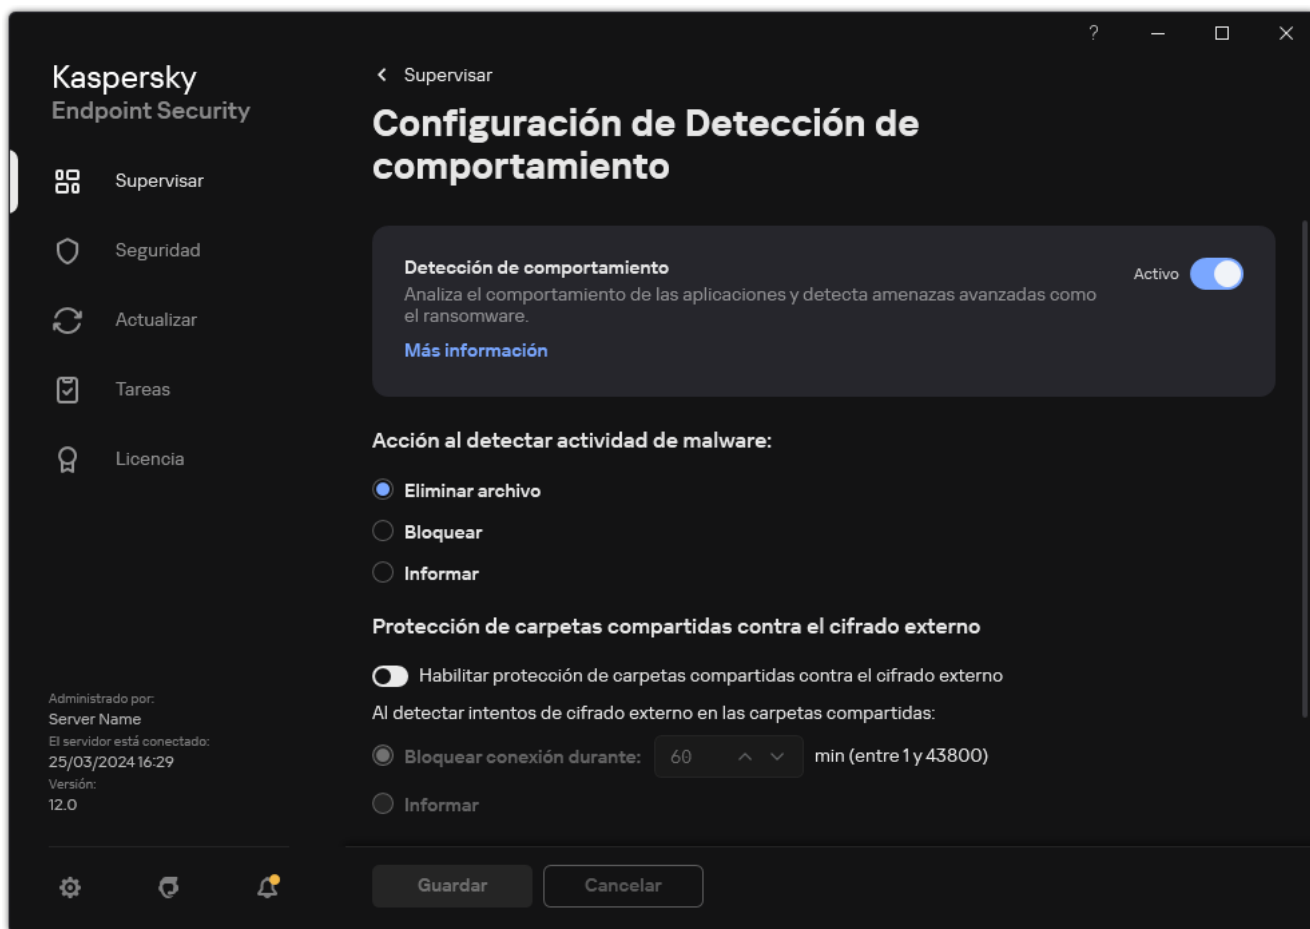 ?
Kaspersky
Endpoint Security
Supervisar
Seguridad
Actualizar
Tareas
Licencia
Administrado por:
Server Name
El servidor está conectado:
25/03/2024 16:29
Versión:
12.0
Supervisar
Configuración de Detección de
comportamiento
Detección de comportamiento
Activo
Analiza el comportamiento de las aplicaciones y detecta amenazas avanzadas como
el ransomware.
Más información
Acción al detectar actividad de malware:
Eliminar archivo
Bloquear
Informar
Protección de carpetas compartidas contra el cifrado externo
Habilitar protección de carpetas compartidas contra el cifrado externo
Al detectar intentos de cifrado externo en las carpetas compartidas:
Bloquear conexión durante: 60 min (entre 1 y 43800)
Informar
Guardar Cancelar